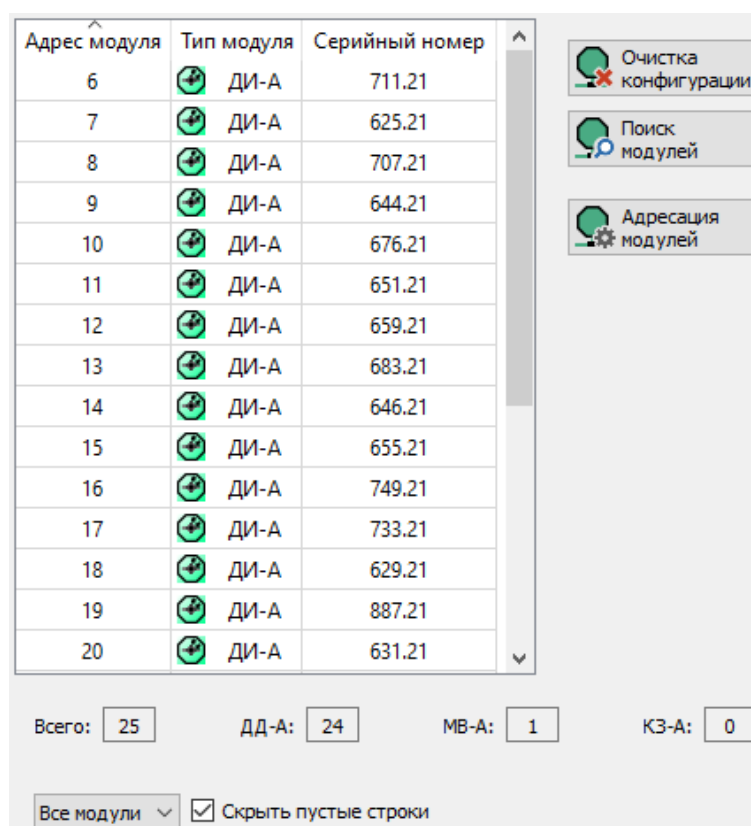 Адрес модуля Тип модуля Серийный номер
6 ДИ-А 711.21
7 ДИ-А 625.21
8 ДИ-А 707.21
9 ДИ-А 644.21
10 ДИ-А 676.21
11 ДИ-А 651.21
12 ДИ-А 659.21
13 ДИ-А 683.21
14 ДИ-А 646.21
15 ДИ-А 655.21
16 ДИ-А 749.21
17 ДИ-А 733.21
18 ДИ-А 629.21
19 ДИ-А 887.21
20 ДИ-А 631.21
Очистка
конфигурации
Поиск
модулей
Адресация
модулей
Всего: 25 ДД-А: 24 МВ-А: 1 КЗ-А: 0
Все модули Скрыть пустые строки